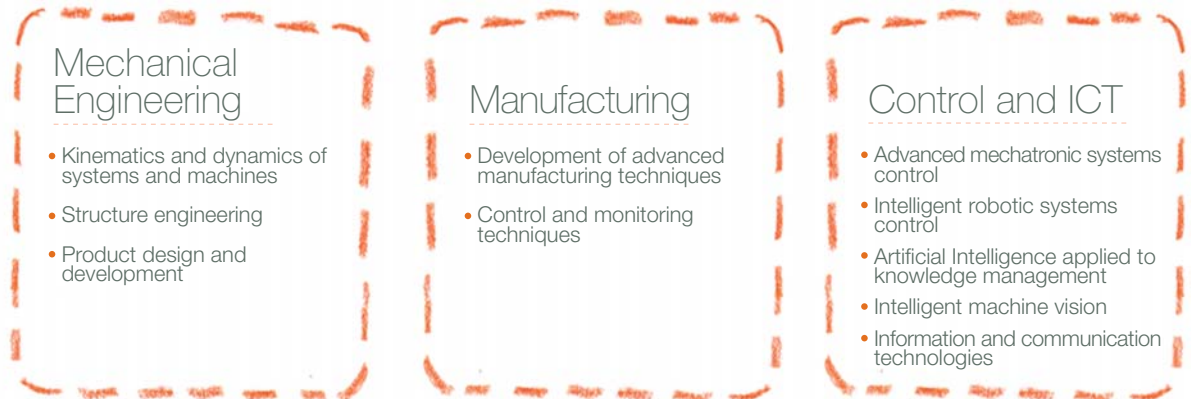 Mechanical
Engineering
• Kinematics and dynamics of
systems and machines
• Structure engineering
• Product design and
development
Manufacturing
• Development of advanced
manufacturing techniques
• Control and monitoring
techniques
Control and ICT
• Advanced mechatronic systems
control
• Intelligent robotic systems
control
• Artificial Intelligence applied to
knowledge management
• Intelligent machine vision
• Information and communication
technologies